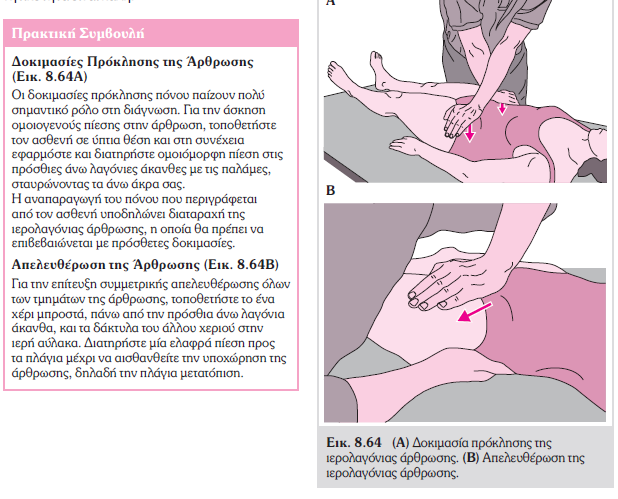 Πρακτική Συμβουλή
Δοκιμασίες Πρόκλησης της Άρθρωσης
(Εικ. 8.64Α)
Οι δοκιμασίες πρόκλησης πόνου παίζουν πολύ
σημαντικό ρόλο στη διάγνωση. Για την άσκηση
ομοιογενούς πίεσης στην άρθρωση, τοποθετήστε
τον ασθενή σε ύπτια θέση και στη συνέχεια
εφαρμόστε και διατηρήστε ομοιόμορφη πίεση στις
πρόσθιες άνω λαγόνιες άκανθες με τις παλάμες,
σταυρώνοντας τα άνω άκρα σας.
Η αναπαραγωγή του πόνου που περιγράφεται
από τον ασθενή υποδηλώνει διαταραχή της
ιερολαγόνιας άρθρωσης, η οποία θα πρέπει να
επιβεβαιώνεται με πρόσθετες δοκιμασίες.
Απελευθέρωση της Άρθρωσης (Εικ. 8.64Β)
Για την επίτευξη συμμετρικής απελευθέρωσης όλων
των τμημάτων της άρθρωσης, τοποθετήστε το ένα
χέρι μπροστά, πάνω από την πρόσθια άνω λαγόνια
άκανθα, και τα δάκτυλα του άλλου χεριού στην
ιερή αύλακα. Διατηρήστε μία ελαφρά πίεση προς
τα πλάγια μέχρι να αισθανθείτε την υποχώρηση της
άρθρωσης, δηλαδή την πλάγια μετατόπιση.
Α
Β
Εικ. 8.64 (Α) Δοκιμασία πρόκλησης της
ιερολαγόνιας άρθρωσης. (Β) Απελευθέρωση της
ιερολαγόνιας άρθρωσης.